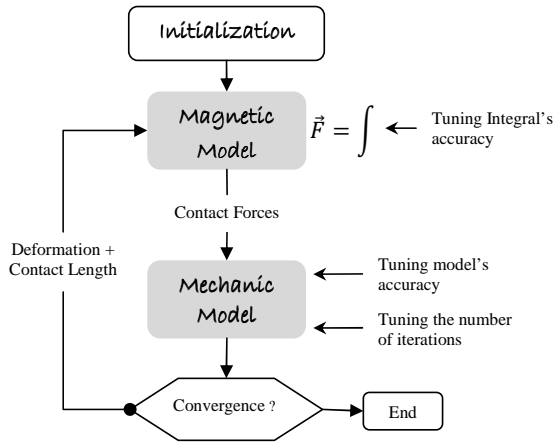 Initialization
Magnetic
Model
F⃗ = ∫
Tuning Integral's
accuracy
Contact Forces
Deformation +
Contact Length
Mechanic
Model
Tuning model's
accuracy
Tuning the number
of iterations
Convergence ?
End